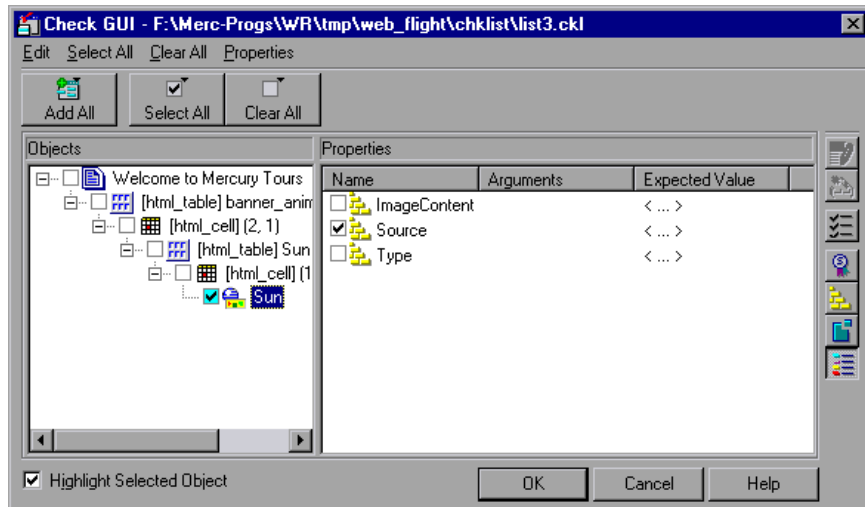 Check GUI - F:\Merc-Progs\WR\tmp\web_flight\chklist\list3.ckl
Edit Select All Clear All Properties
Add All Select All Clear All
Objects Properties
Welcome to Mercury Tours
[html_table] banner_anim
[html_cell] (2, 1)
[html_table] Sun
[html_cell] (1
Sun
Name Arguments Expected Value
ImageContent < ... >
Source < ... >
Type < ... >
Highlight Selected Object
OK Cancel Help